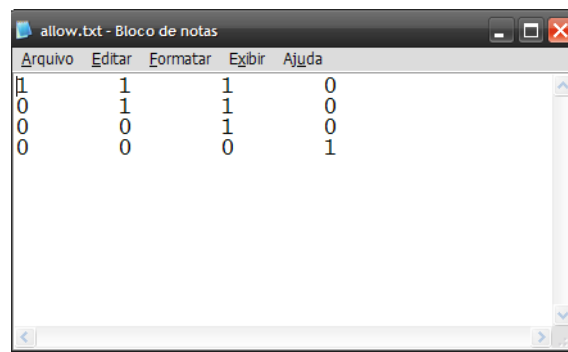 allow.txt - Bloco de notas
Arquivo Editar Formatar Exibir Ajuda
1 1 1 0
0 1 1 0
0 0 1 0
0 0 0 1